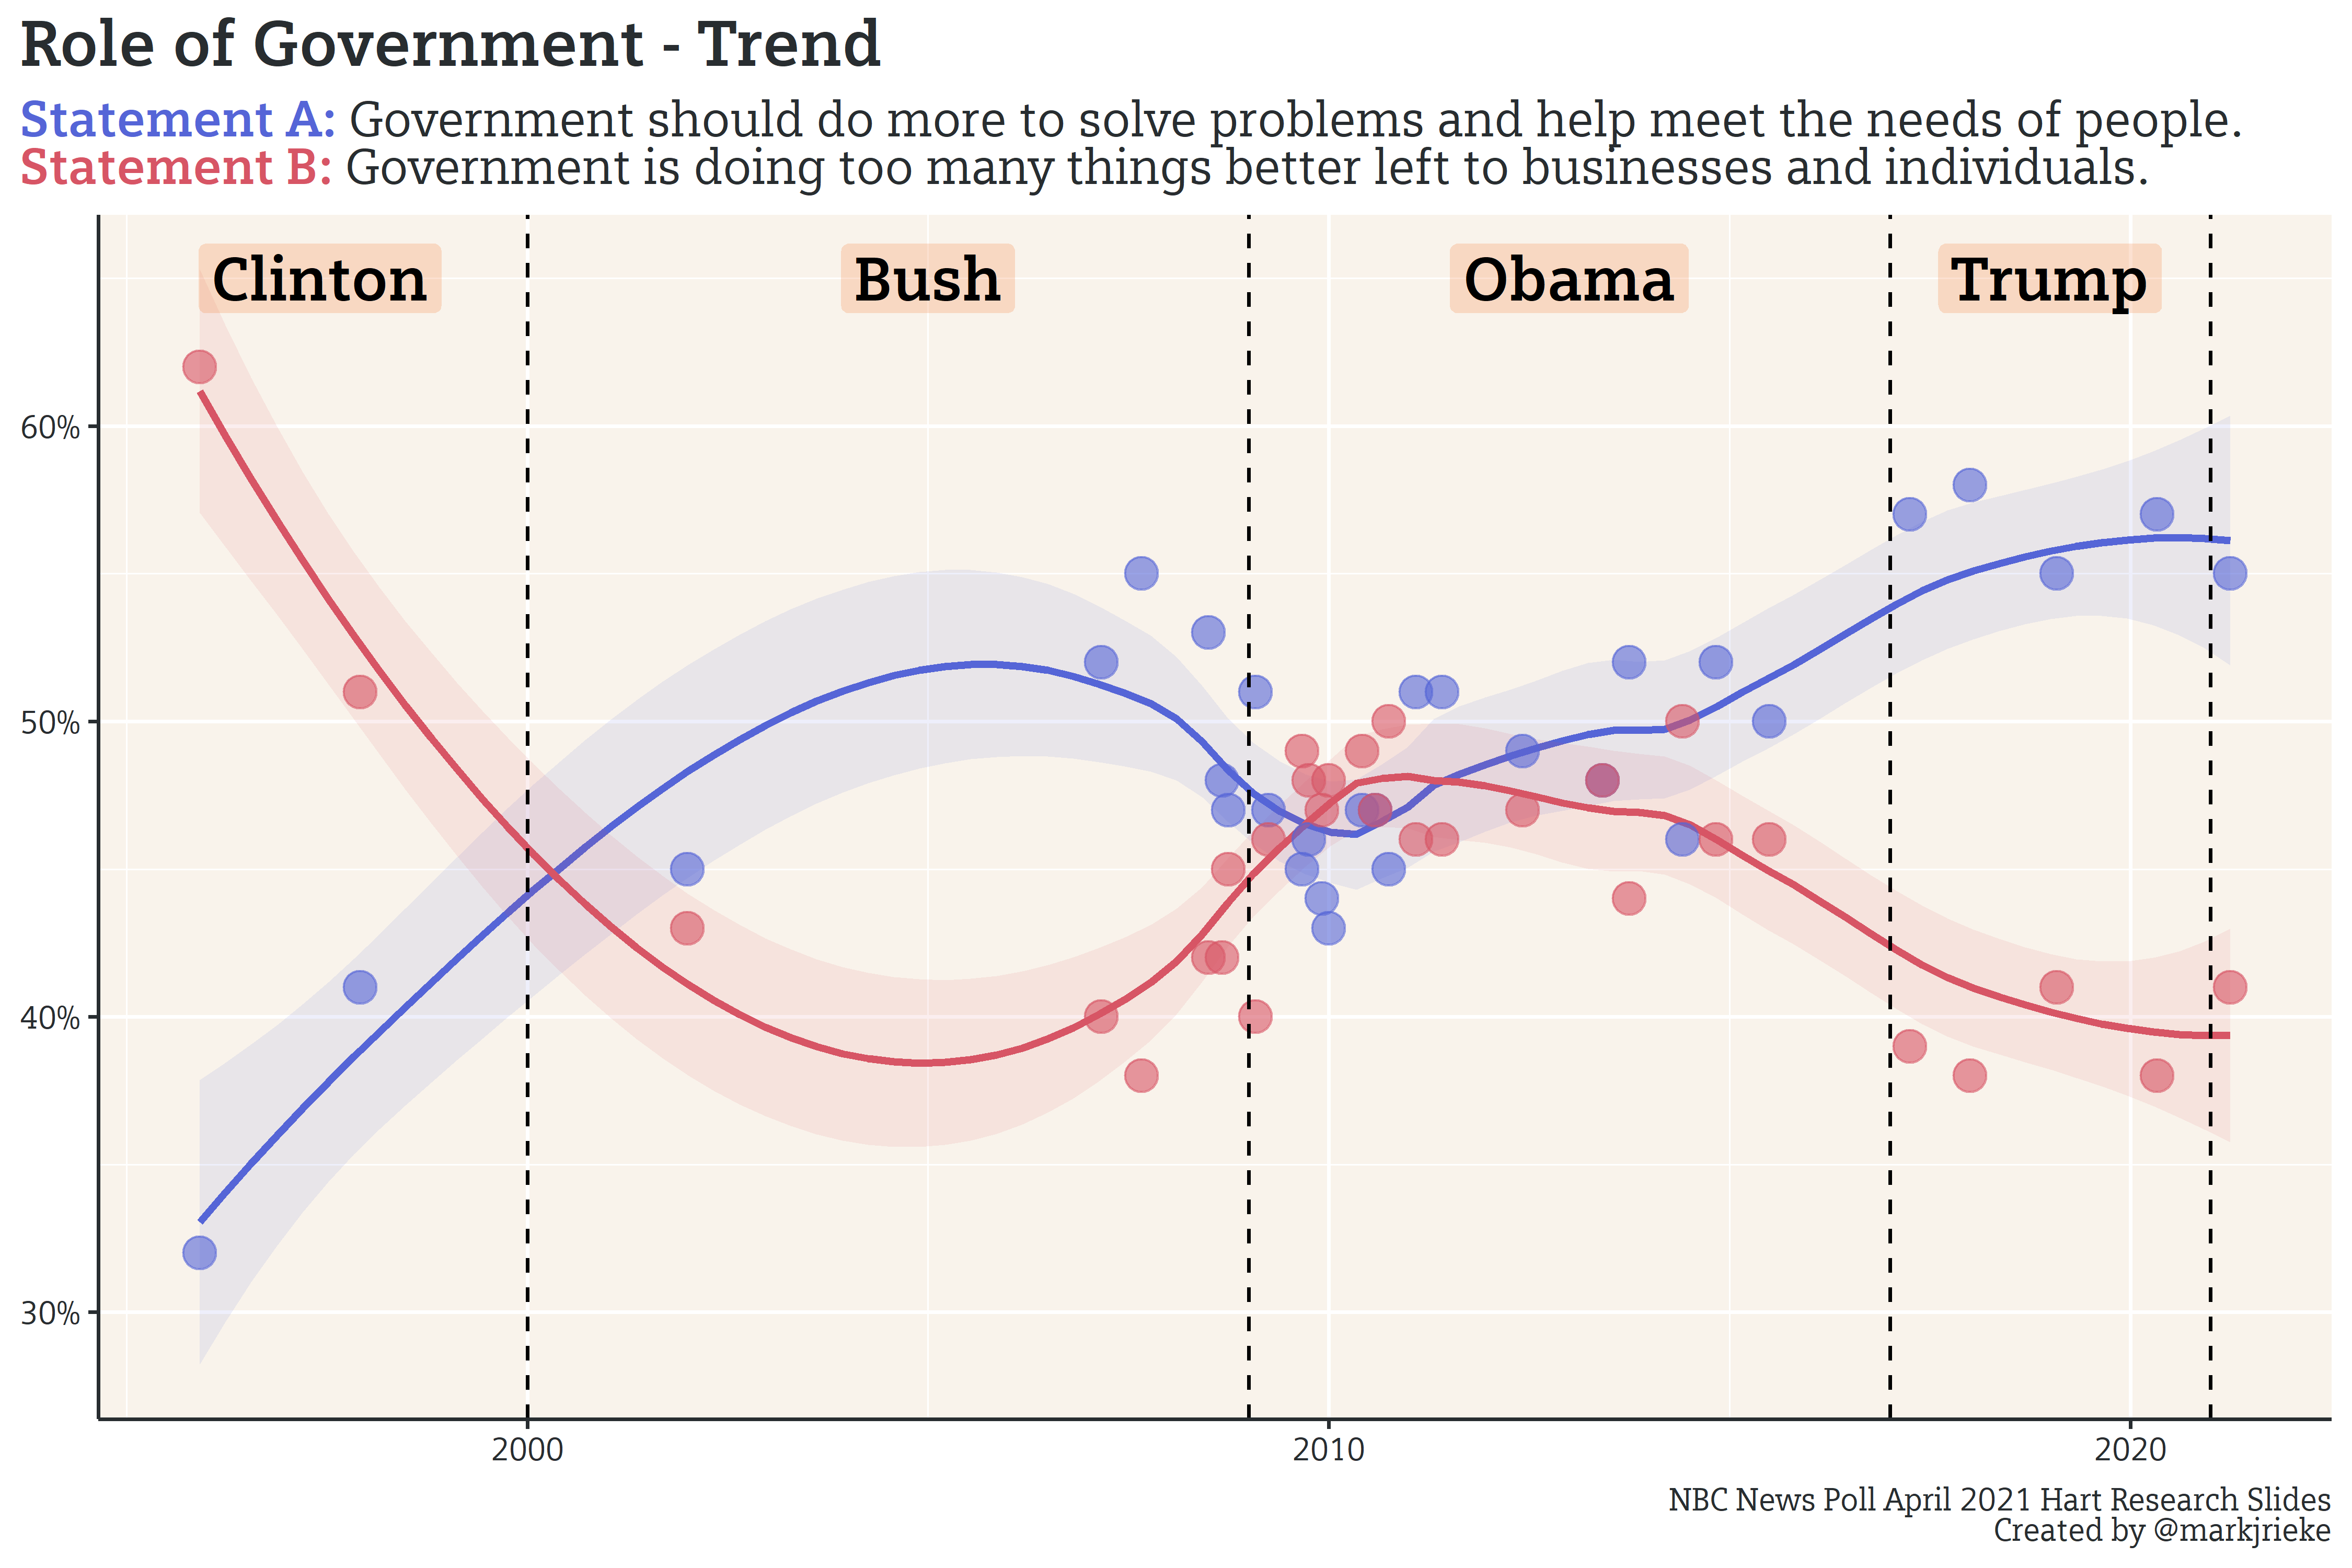 Role of Government - Trend
Statement A: Government should do more to solve problems and help meet the needs of people.
Statement B: Government is doing too many things better left to businesses and individuals.
Clinton
Bush
Obama
Trump
60%
50%
40%
30%
2000
2010
2020
NBC News Poll April 2021 Hart Research Slides
Created by @markjrieke